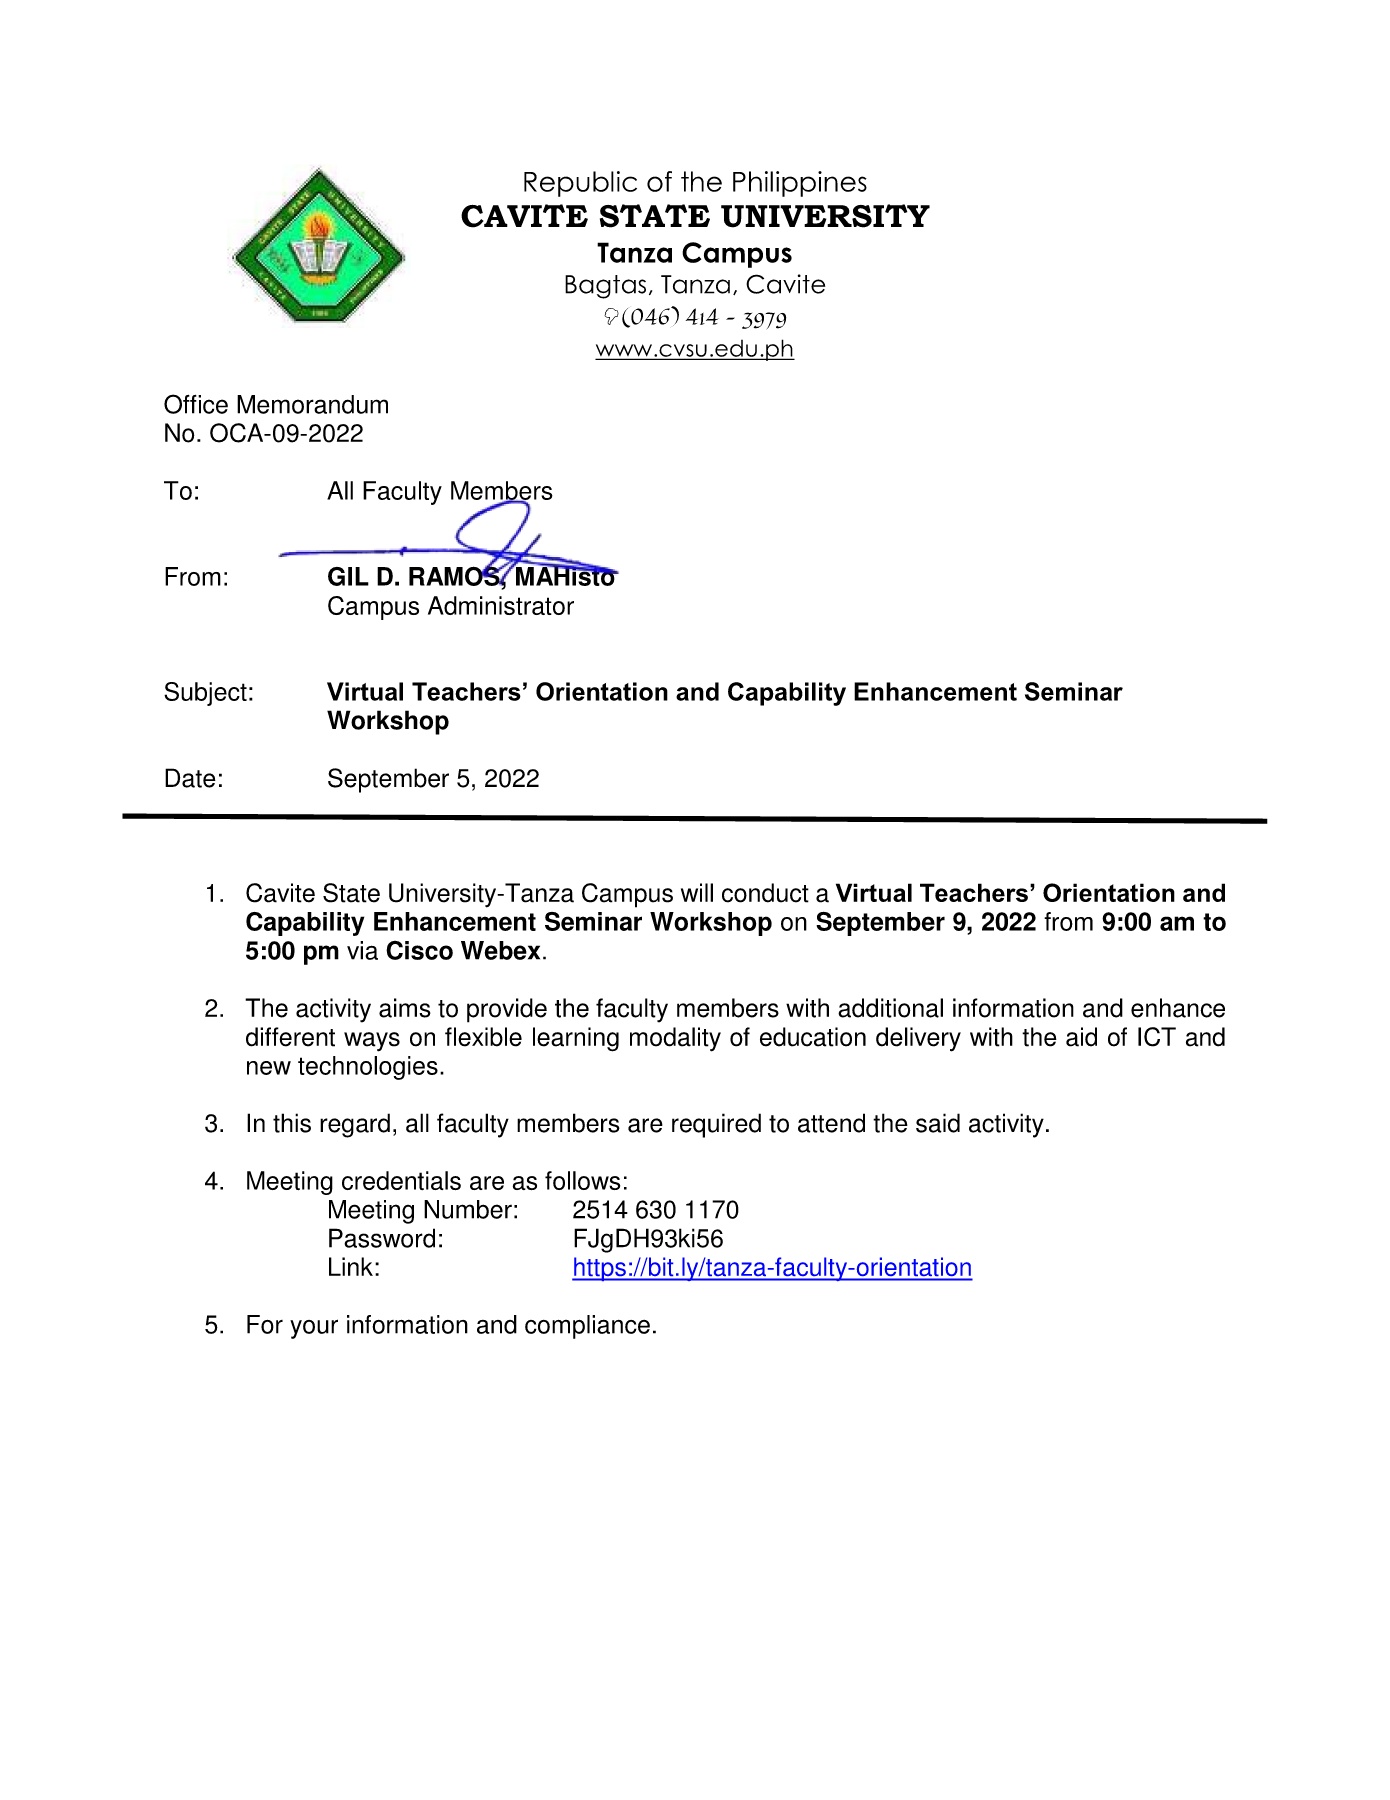 CAVITE STATE UNIVERSITY
CAVITE
PHILIPPINES
Republic of the Philippines
CAVITE STATE UNIVERSITY
Tanza Campus
Bagtas, Tanza, Cavite
(046) 414 - 3979
www.cvsu.edu.ph
Office Memorandum
No. OCA-09-2022
To: All Faculty Members
From: GIL D. RAMOS, MAHisto
Campus Administrator
Subject: Virtual Teachers’ Orientation and Capability Enhancement Seminar
Workshop
Date: September 5, 2022
1. Cavite State University-Tanza Campus will conduct a Virtual Teachers’ Orientation and
Capability Enhancement Seminar Workshop on September 9, 2022 from 9:00 am to
5:00 pm via Cisco Webex.
2. The activity aims to provide the faculty members with additional information and enhance
different ways on flexible learning modality of education delivery with the aid of ICT and
new technologies.
3. In this regard, all faculty members are required to attend the said activity.
4. Meeting credentials are as follows:
Meeting Number: 2514 630 1170
Password: FJgDH93ki56
Link: https://bit.ly/tanza-faculty-orientation
5. For your information and compliance.